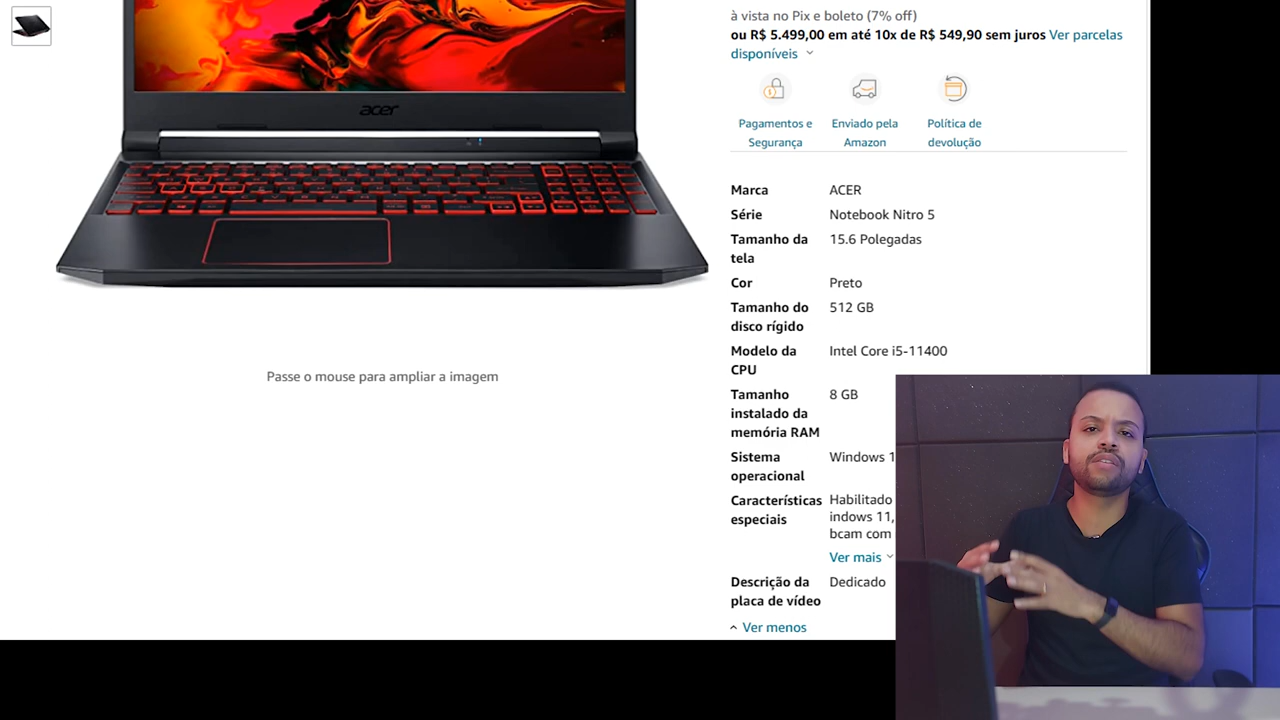 à vista no Pix e boleto (7% off)
ou R$ 5.499,00 em até 10x de R$ 549,90 sem juros Ver parcelas
disponíveis
Pagamentos e
Segurança
Enviado pela
Amazon
Política de
devolução
acer
Marca ACER
Série Notebook Nitro 5
Tamanho da
tela
15.6 Polegadas
Cor Preto
Tamanho do
disco rígido
512 GB
Modelo da
CPU
Intel Core i5-11400
Tamanho
instalado da
memória RAM
8 GB
Sistema
operacional
Windows 1
Características
especiais
Habilitado
indows 11,
bcam com
Ver mais
Descrição da
placa de vídeo
Dedicado
Ver menos
Passe o mouse para ampliar a imagem